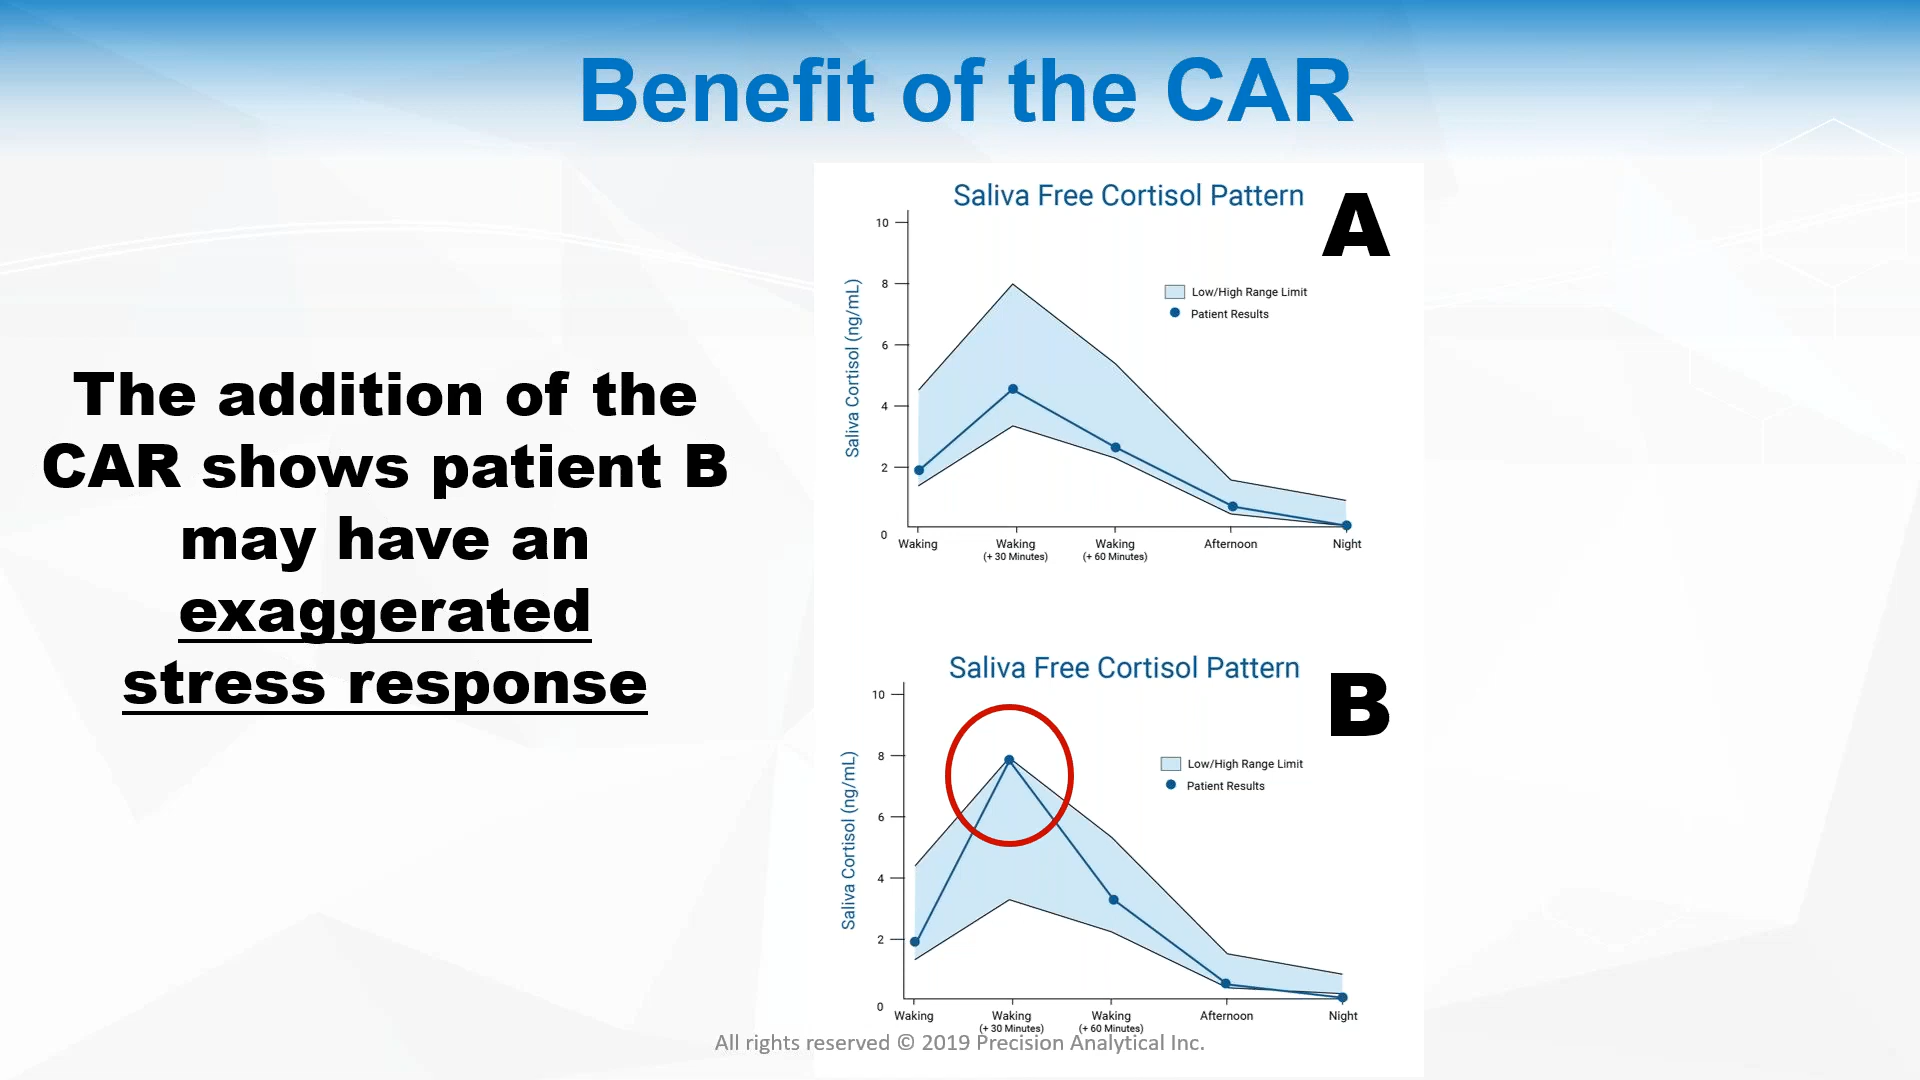 Benefit of the CAR
The addition of the
CAR shows patient B
may have an
exaggerated
stress response
Saliva Free Cortisol Pattern
A
10
8
6
4
2
0
Saliva Cortisol (ng/mL)
Low/High Range Limit
Patient Results
Waking
Waking
(+ 30 Minutes)
Waking
(+ 60 Minutes)
Afternoon
Night
Saliva Free Cortisol Pattern
B
10
8
6
4
2
0
Saliva Cortisol (ng/mL)
Low/High Range Limit
Patient Results
Waking
Waking
(+ 30 Minutes)
Waking
(+ 60 Minutes)
Afternoon
Night
All rights reserved © 2019 Precision Analytical Inc.